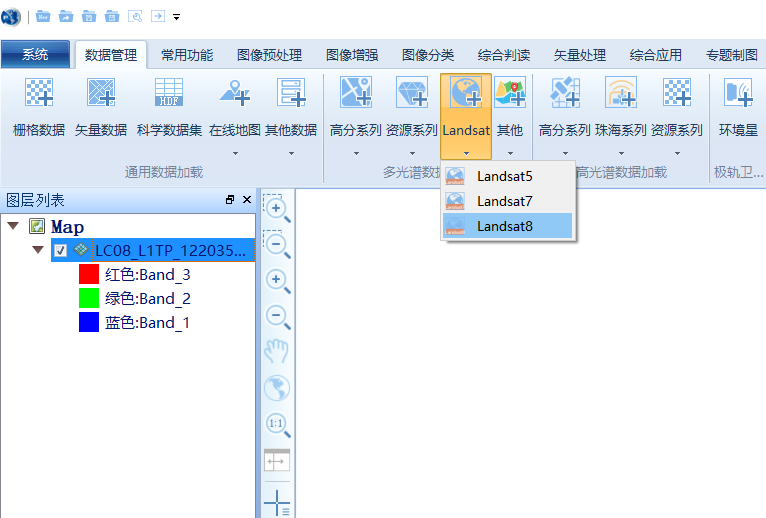 系统 数据管理 常用功能 图像预处理 图像增强 图像分类 综合判读 矢量处理 综合应用 专题制图
HDF
栅格数据 矢量数据 科学数据集 在线地图 其他数据 高分系列 资源系列 Landsat 其他 高分系列 珠海系列 资源系列 环境星
通用数据加载 多光谱数据 高光谱数据加载 极轨卫...
Landsat5
Landsat7
Landsat8
图层列表
Map
LC08_L1TP_122035...
红色:Band_3
绿色:Band_2
蓝色:Band_1
1:1